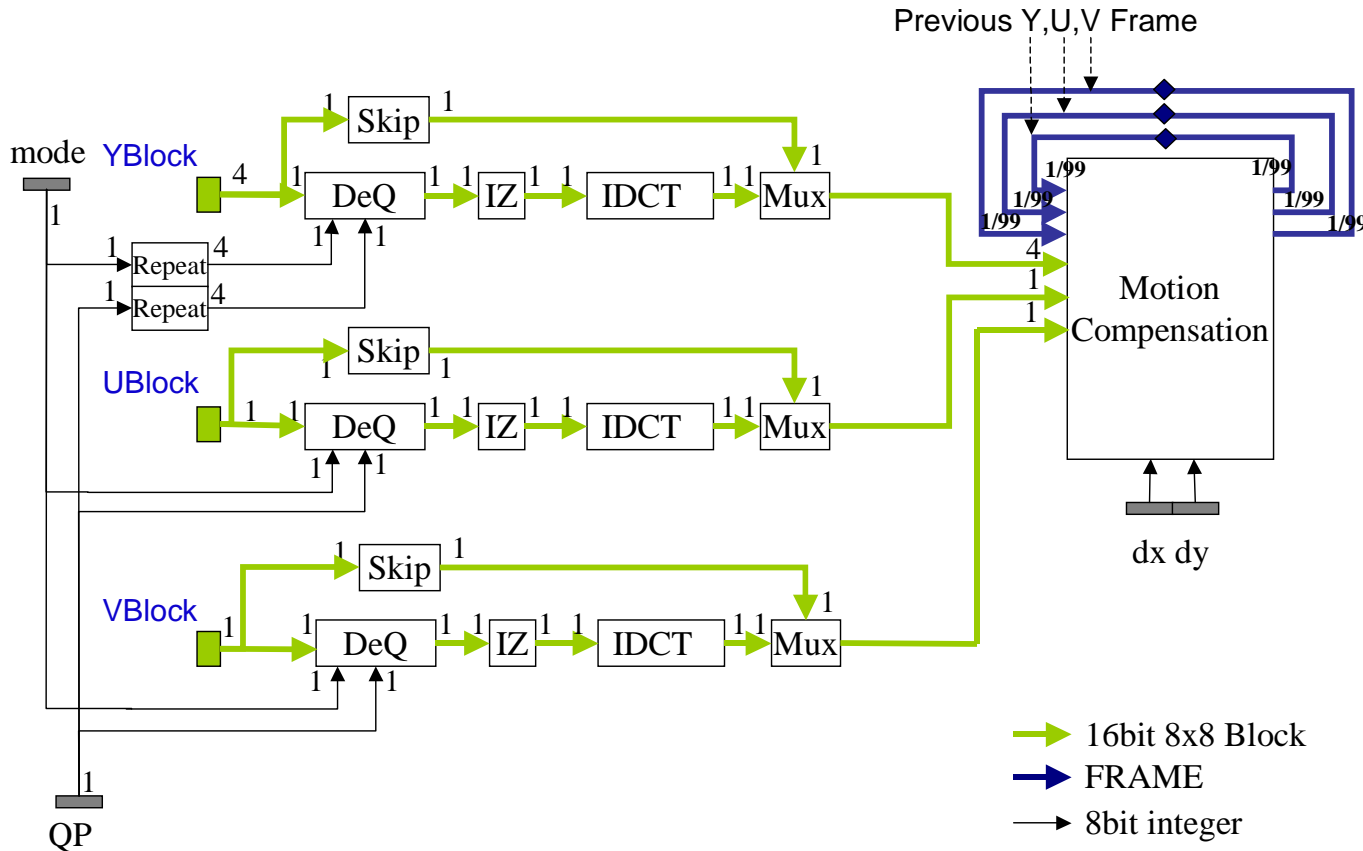 Previous Y,U,V Frame
1 1 Skip 1
mode YBlock 4 1 DeQ 1 1 IZ 1 1 IDCT 1 1 Mux 1
1 1 1
1 Repeat 4
1 Repeat 4
1/99 1/99
1/99 1/99
1/99 1/99
4
1
1
Motion
Compensation
Skip
1 1 1
UBlock
1 1 DeQ 1 1 IZ 1 1 IDCT 1 1 Mux
1 1
dx dy
1 Skip 1
VBlock 1
1 1 DeQ 1 1 IZ 1 1 IDCT 1 1 Mux
1 1
16bit 8x8 Block
FRAME
8bit integer
1
QP